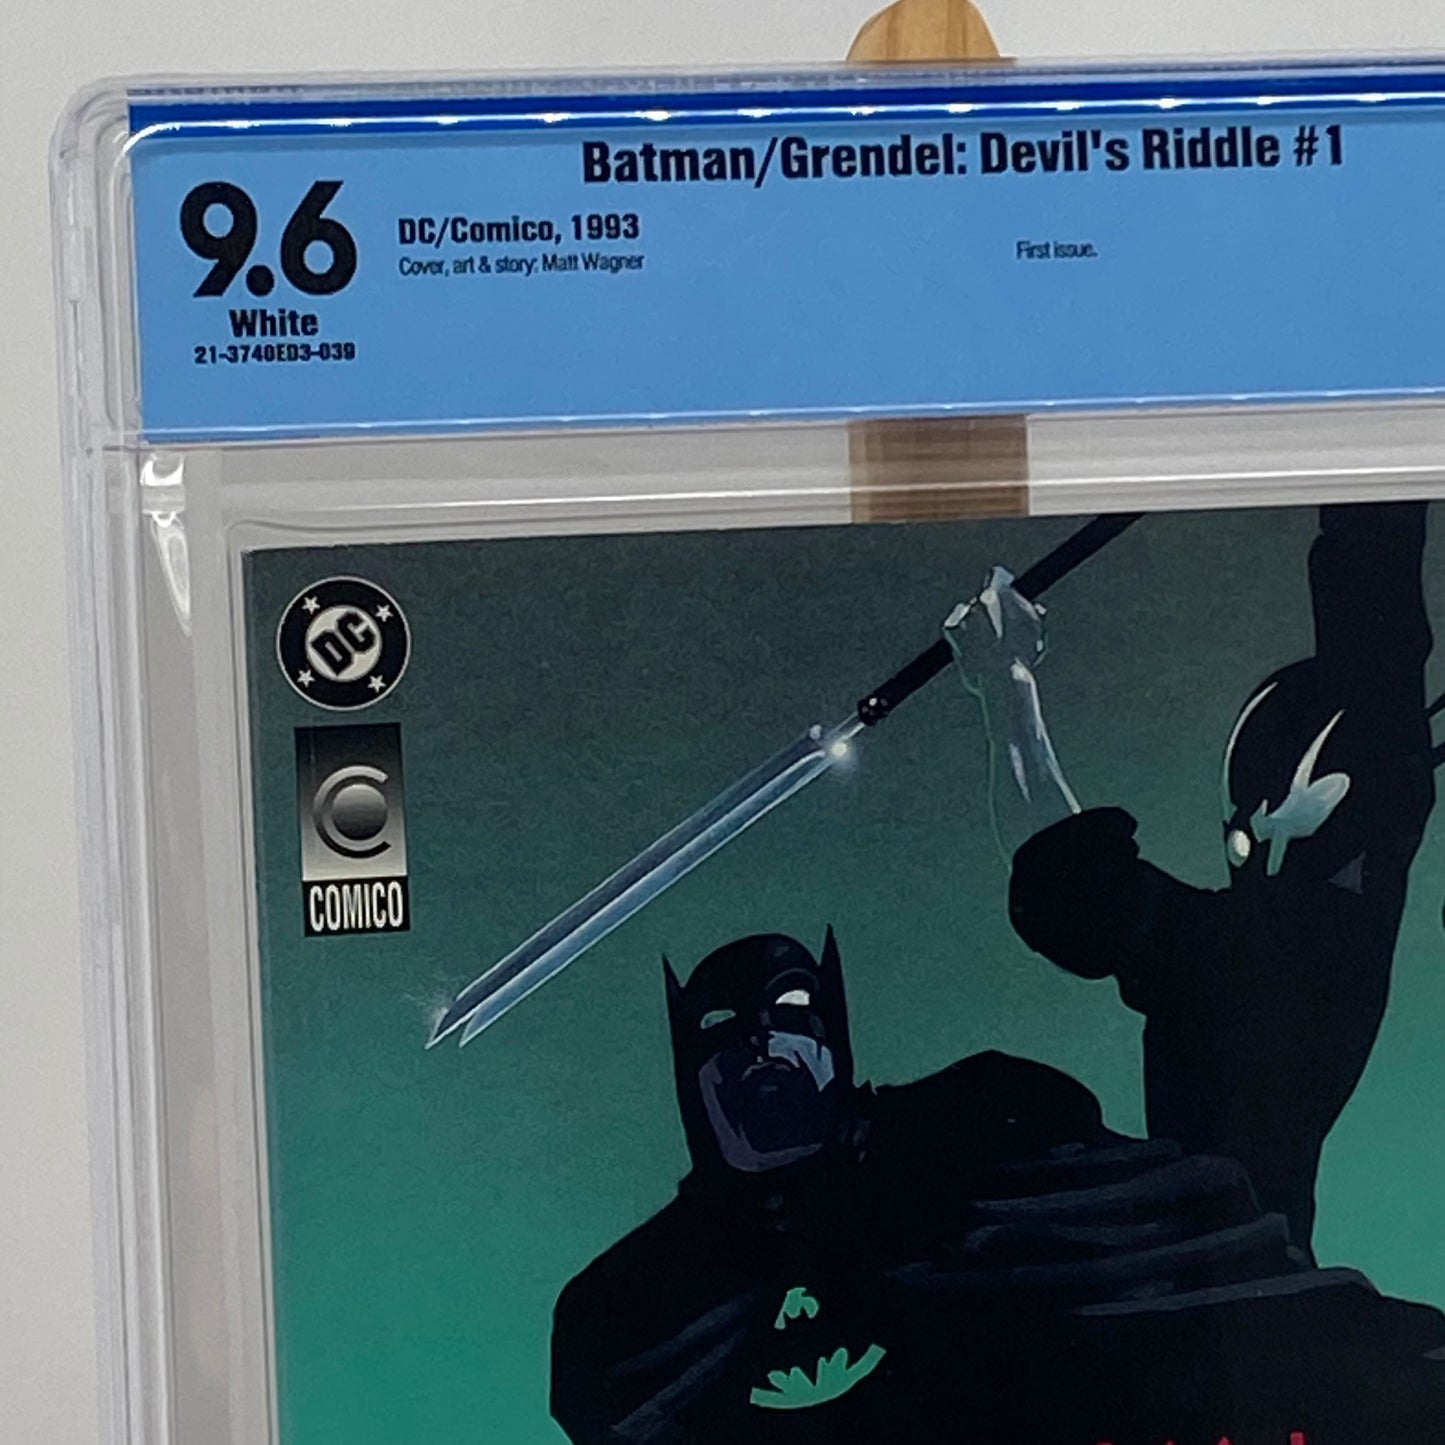 Batman/Grendel: Devil's Riddle #1
9.6
White
21-3740ED3-039
DC/Comico, 1993
Cover, art & story: Matt Wagner
First issue.
DC
COMICO